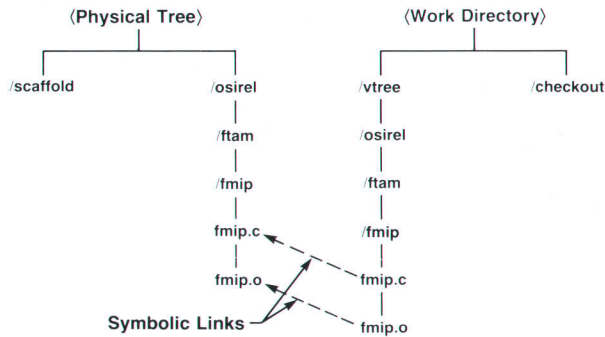 ⟨Physical Tree⟩ ⟨Work Directory⟩
/scaffold /osirel /vtree /checkout
/ftam /osirel
/fmip /ftam
fmip.c /fmip
fmip.o fmip.c
Symbolic Links fmip.o